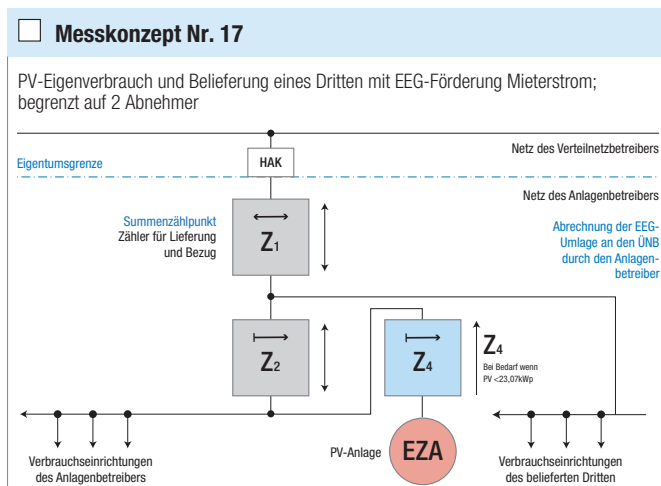 Messkonzept Nr. 17
PV-Eigenverbrauch und Belieferung eines Dritten mit EEG-Förderung Mieterstrom;
begrenzt auf 2 Abnehmer
Netz des Verteilnetzbetreibers
Eigentumsgrenze
HAK
Netz des Anlagenbetreibers
Summenzählpunkt
Zähler für Lieferung
und Bezug
Z1
Abrechnung der EEG-
Umlage an den ÜNB
durch den Anlagen-
betreiber
Z2
Z4
Z4
Bei Bedarf wenn
PV <23,07kWp
PV-Anlage
EZA
Verbrauchseinrichtungen
des Anlagenbetreibers
Verbrauchseinrichtungen
des belieferten Dritten